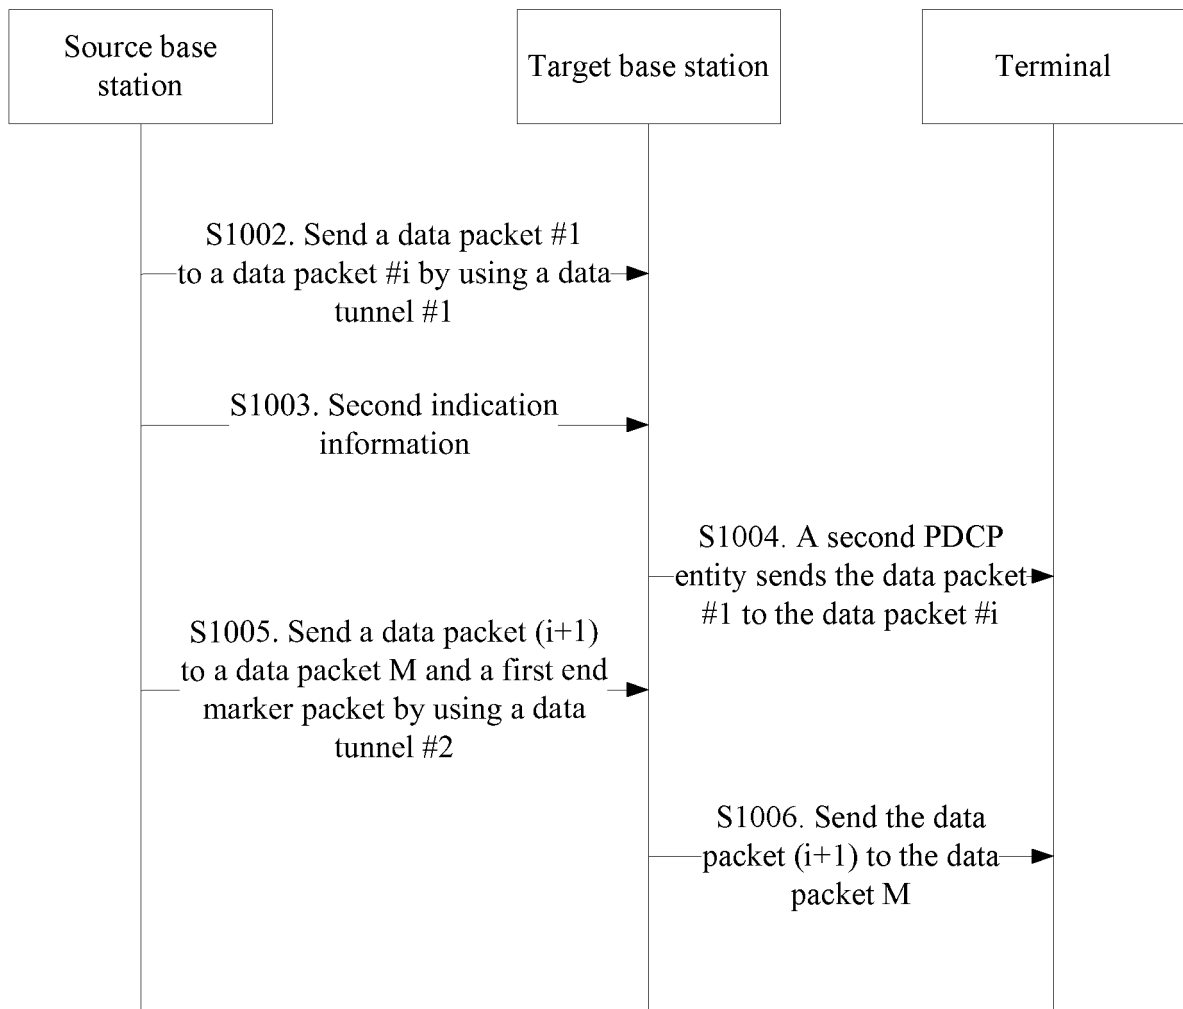 Source base
station
Target base station
Terminal
S1002. Send a data packet #1
to a data packet #i by using a data
tunnel #1
S1003. Second indication
information
S1004. A second PDCP
entity sends the data packet
#1 to the data packet #i
S1005. Send a data packet (i+1)
to a data packet M and a first end
marker packet by using a data
tunnel #2
S1006. Send the data
packet (i+1) to the data
packet M